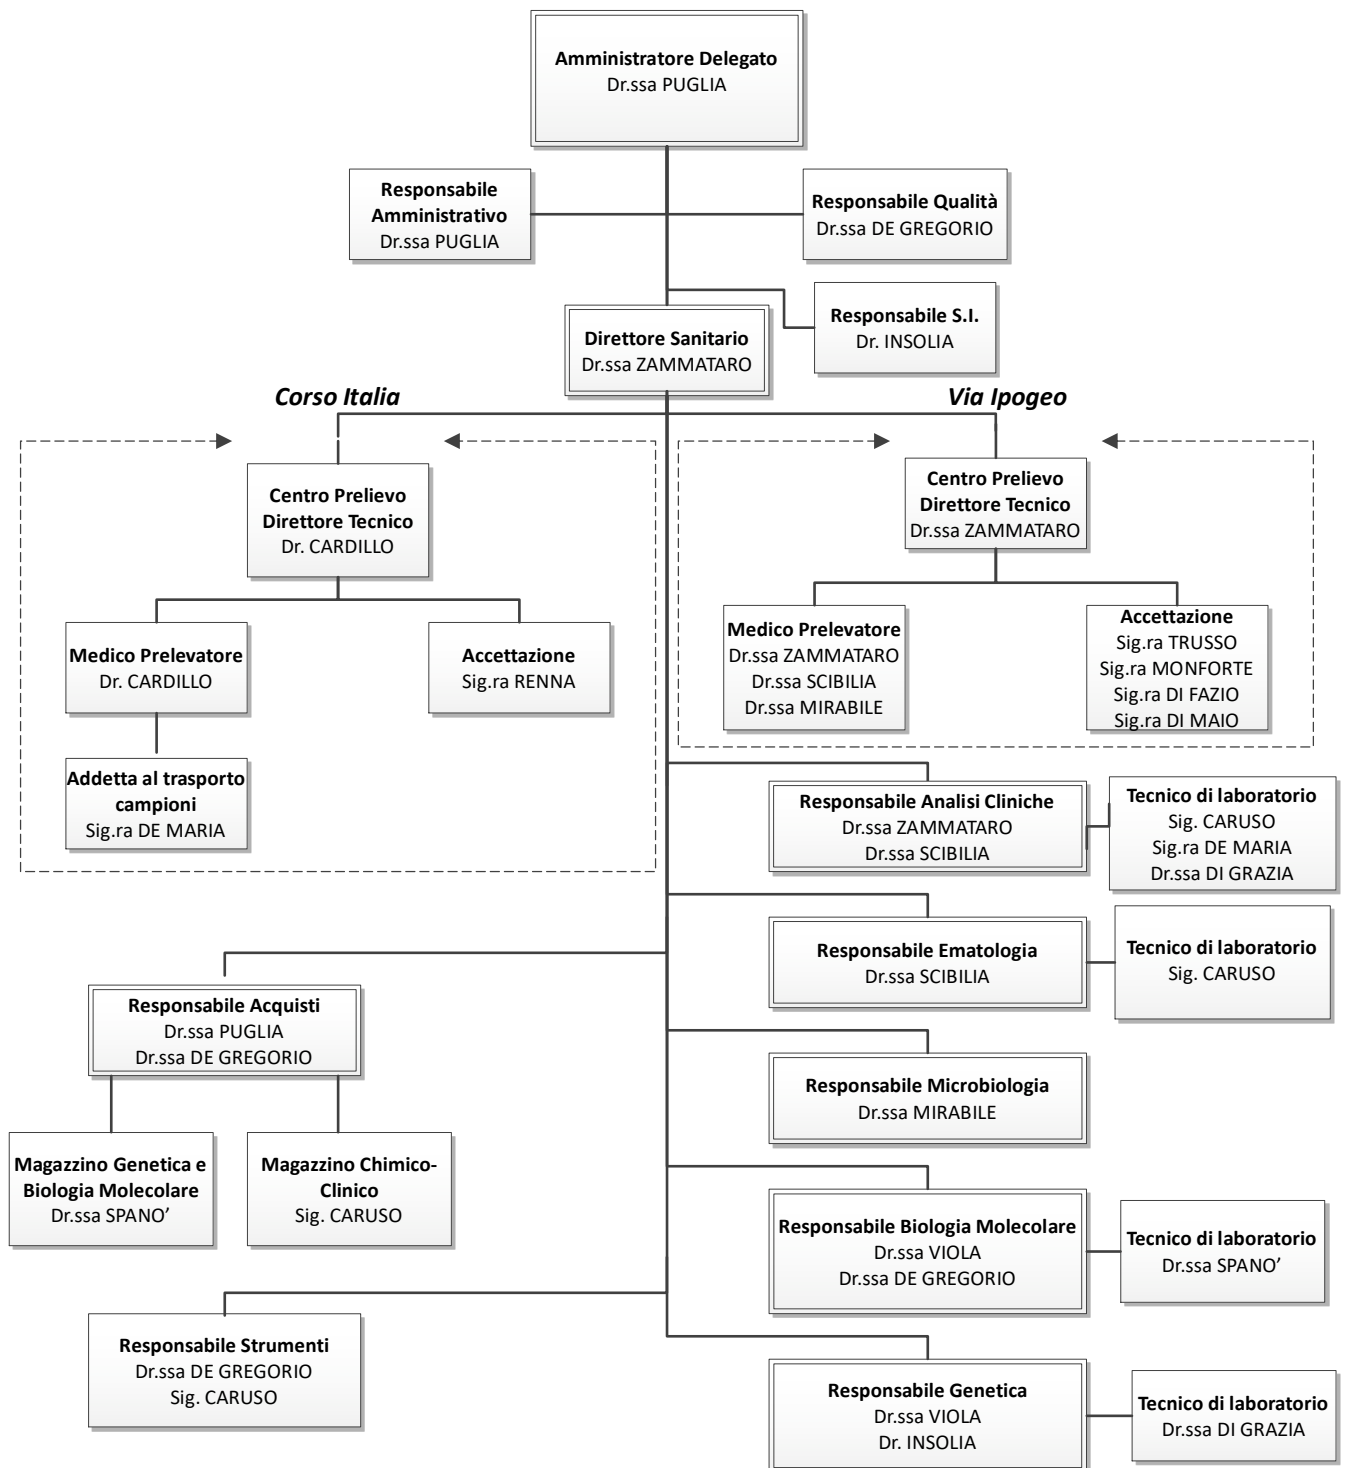 Amministratore Delegato
Dr.ssa PUGLIA
Responsabile
Amministrativo
Dr.ssa PUGLIA
Responsabile Qualità
Dr.ssa DE GREGORIO
Responsabile S.I.
Dr. INSOLIA
Direttore Sanitario
Dr.ssa ZAMMATARO
Corso Italia
Centro Prelievo
Direttore Tecnico
Dr. CARDILLO
Medico Prelevatore
Dr. CARDILLO
Accettazione
Sig.ra RENNA
Addetta al trasporto
campioni
Sig.ra DE MARIA
Via Ipogeo
Centro Prelievo
Direttore Tecnico
Dr.ssa ZAMMATARO
Medico Prelevatore
Dr.ssa ZAMMATARO
Dr.ssa SCIBILIA
Dr.ssa MIRABILE
Accettazione
Sig.ra TRUSSO
Sig.ra MONFORTE
Sig.ra DI FAZIO
Sig.ra DI MAIO
Responsabile Analisi Cliniche
Dr.ssa ZAMMATARO
Dr.ssa SCIBILIA
Tecnico di laboratorio
Sig. CARUSO
Sig.ra DE MARIA
Dr.ssa DI GRAZIA
Responsabile Ematologia
Dr.ssa SCIBILIA
Tecnico di laboratorio
Sig. CARUSO
Responsabile Acquisti
Dr.ssa PUGLIA
Dr.ssa DE GREGORIO
Responsabile Microbiologia
Dr.ssa MIRABILE
Magazzino Genetica e
Biologia Molecolare
Dr.ssa SPANO’
Magazzino Chimico-
Clinico
Sig. CARUSO
Responsabile Biologia Molecolare
Dr.ssa VIOLA
Dr.ssa DE GREGORIO
Tecnico di laboratorio
Dr.ssa SPANO’
Responsabile Strumenti
Dr.ssa DE GREGORIO
Sig. CARUSO
Responsabile Genetica
Dr.ssa VIOLA
Dr. INSOLIA
Tecnico di laboratorio
Dr.ssa DI GRAZIA